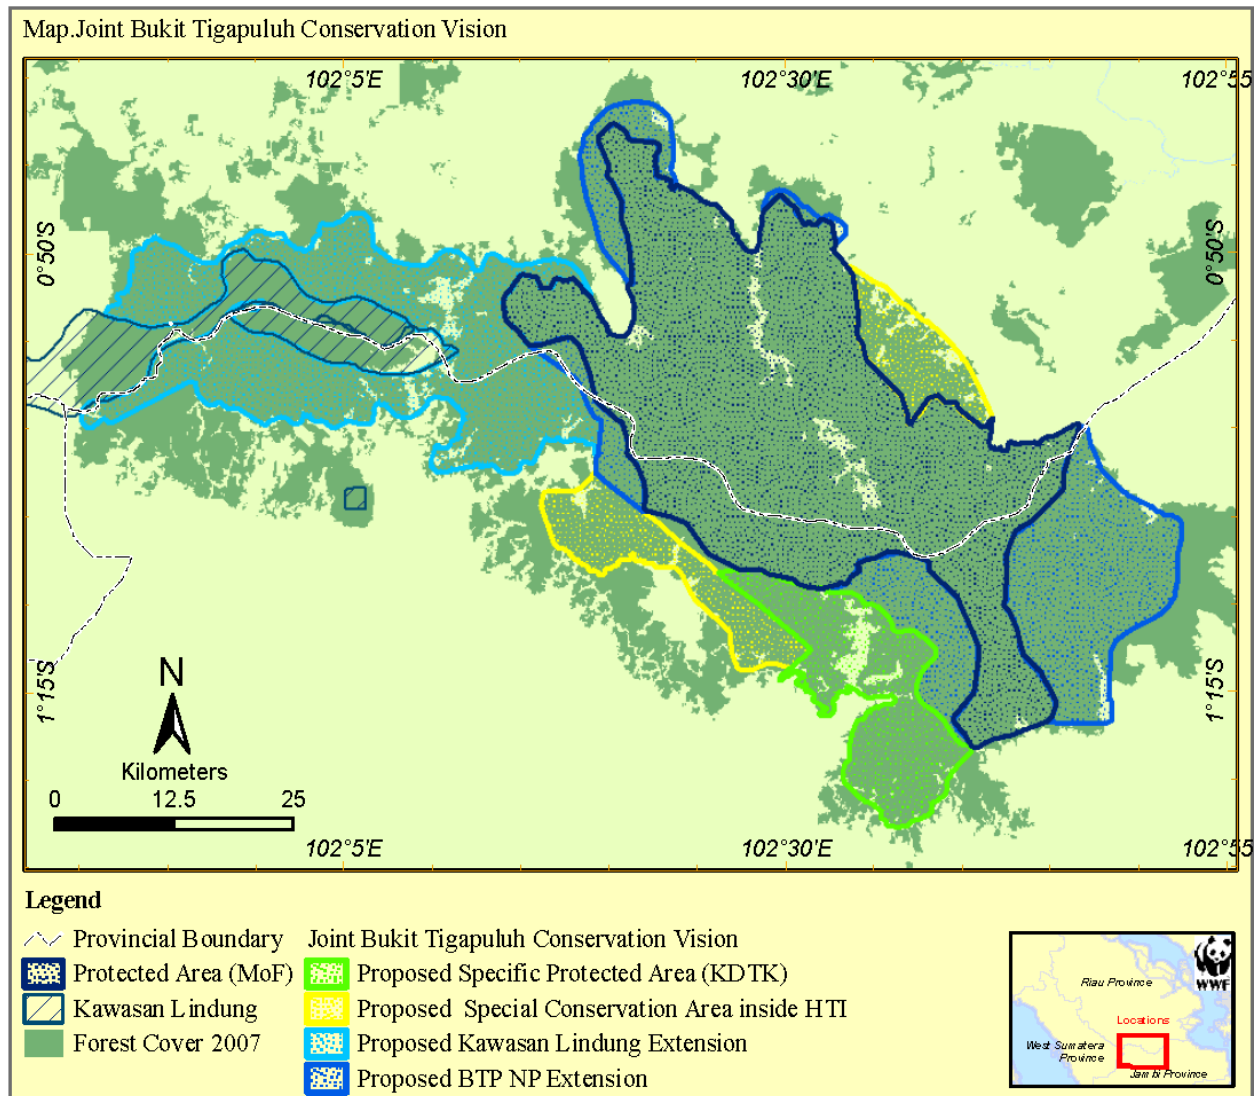 Map.Joint Bukit Tigapuluh Conservation Vision
102°5'E 102°30'E 102°55
0°50'S 0°50'S
1°15'S 1°15'S
N
Kilometers
0 12.5 25
102°5'E 102°30'E 102°55
Legend
Provincial Boundary
Protected Area (MoF)
Kawasan Lindung
Forest Cover 2007
Joint Bukit Tigapuluh Conservation Vision
Proposed Specific Protected Area (KDTK)
Proposed Special Conservation Area inside HTI
Proposed Kawasan Lindung Extension
Proposed BTP NP Extension
WWF
Riau Province
Locations
West Sumatera
Province
Jambi Province